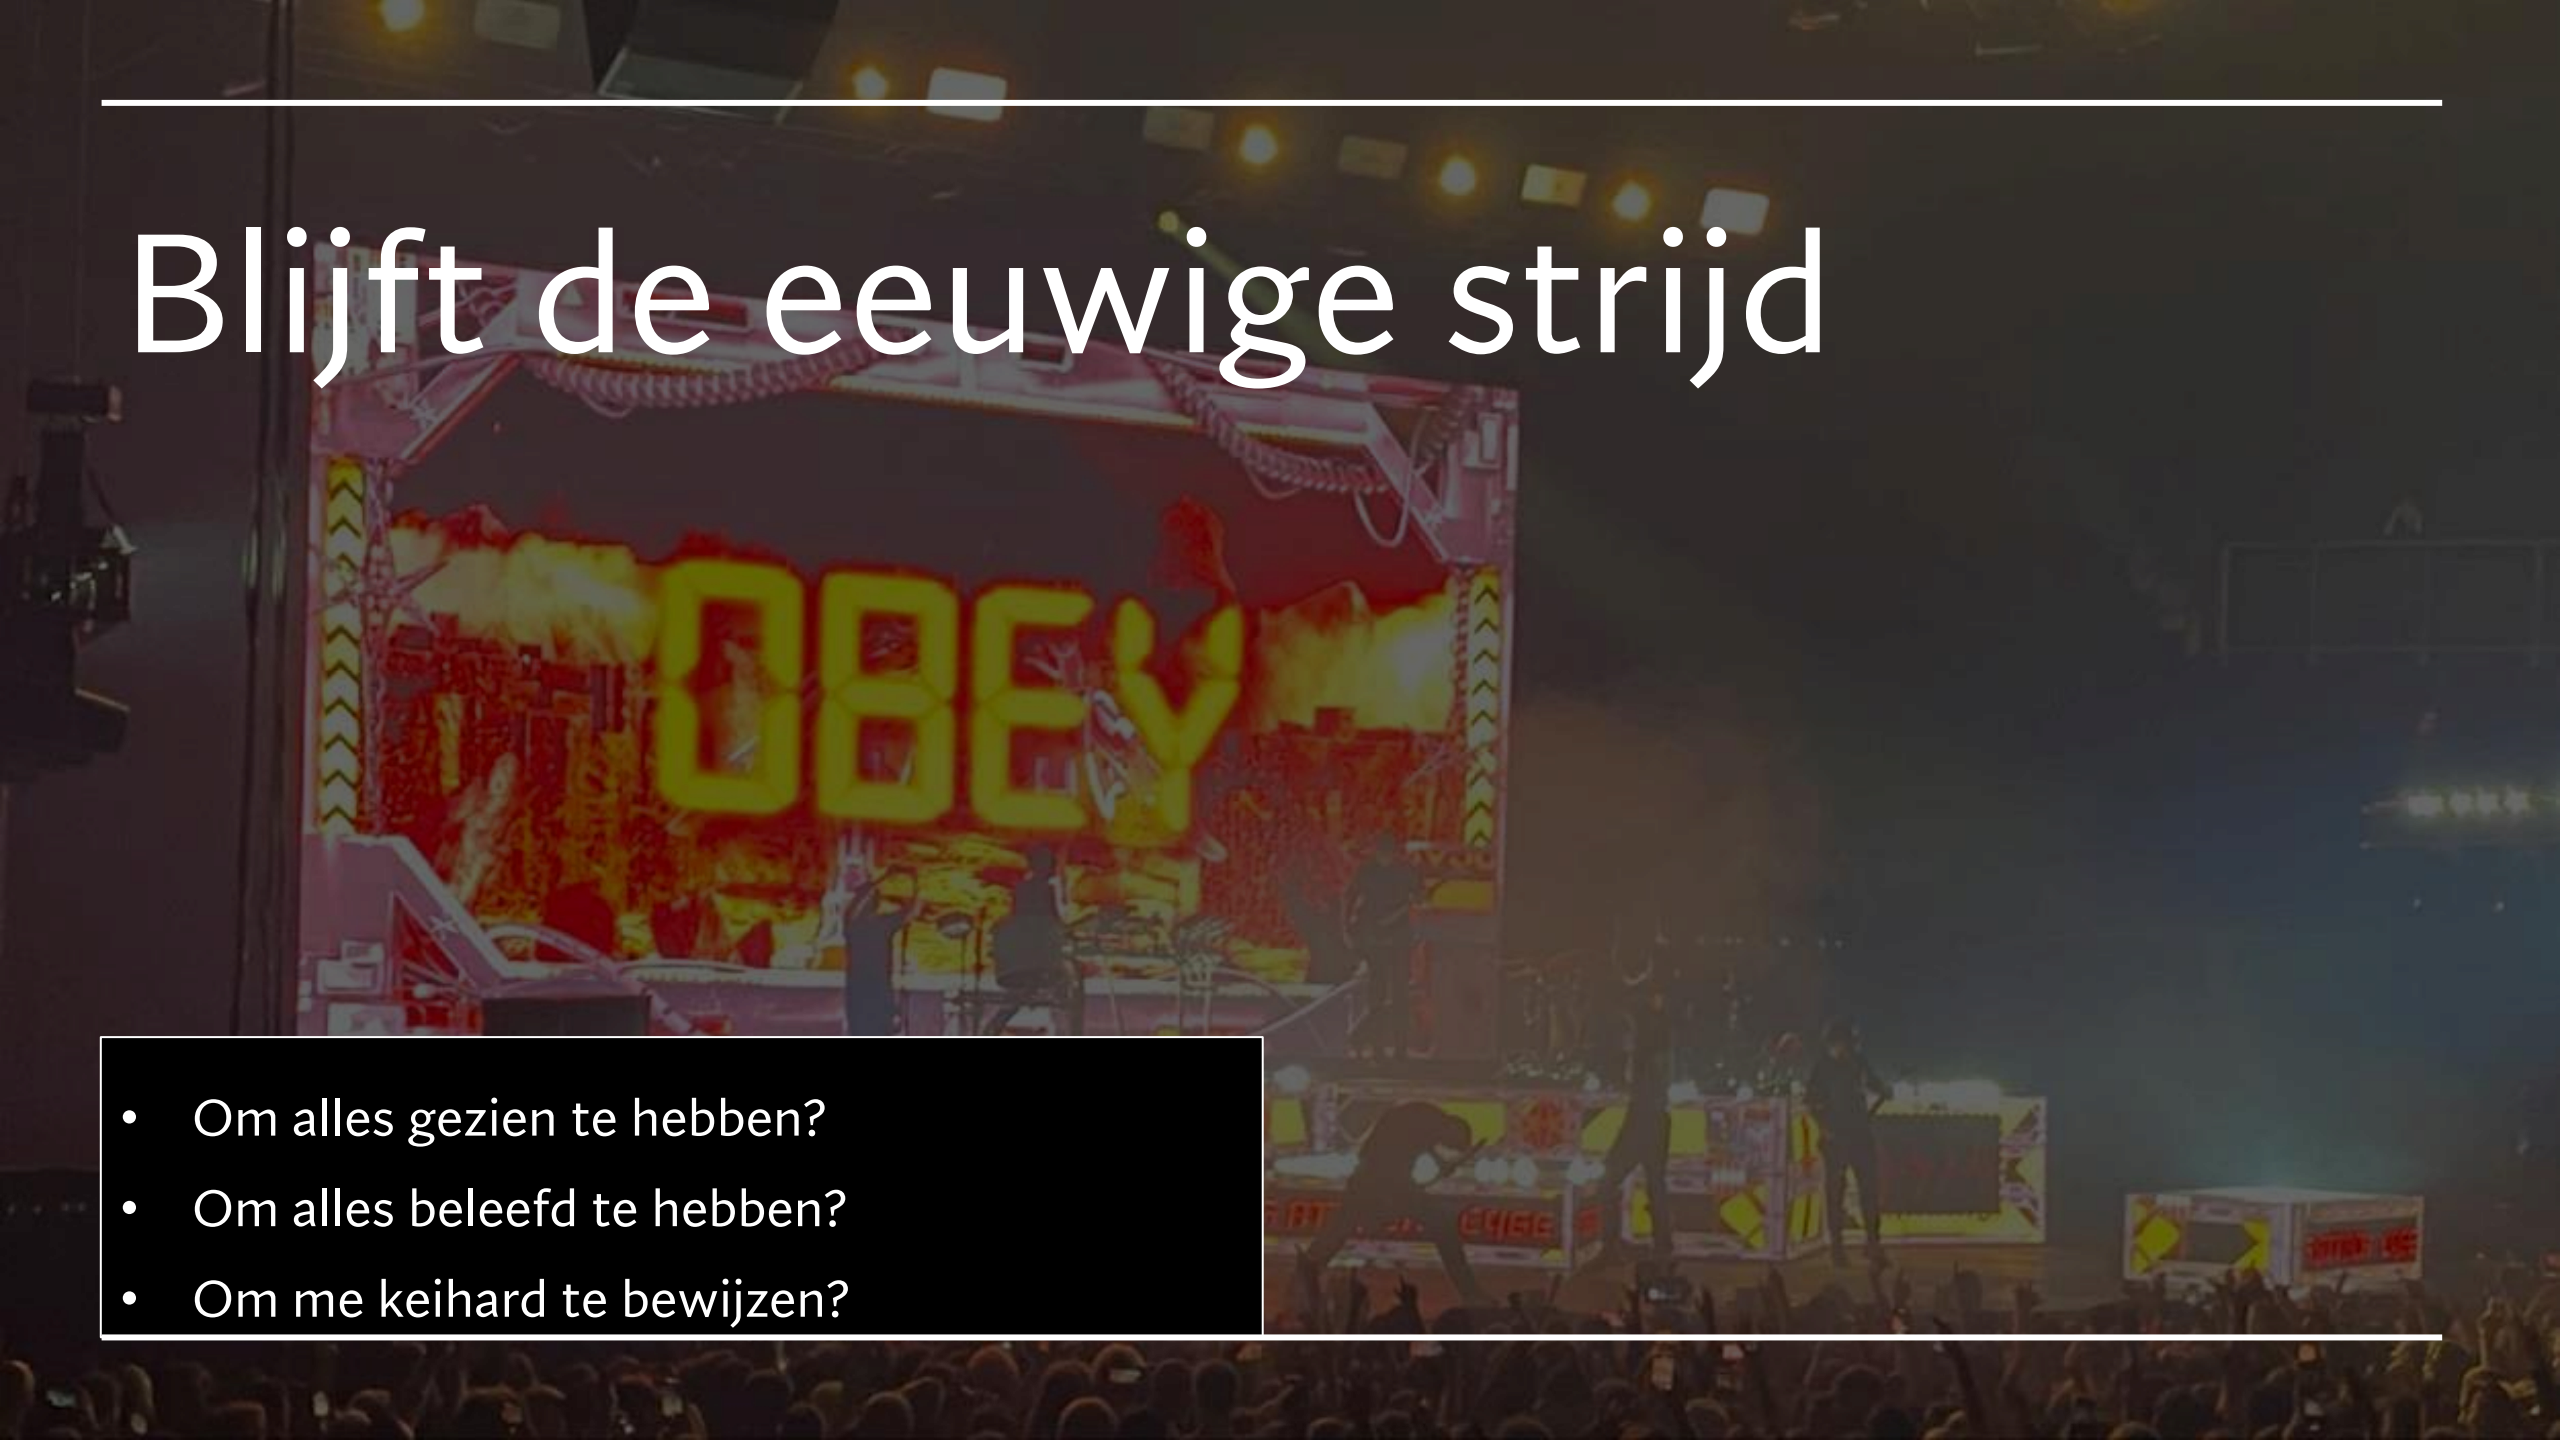 Blijft de eeuwige strijd
OBEY
• Om alles gezien te hebben?
• Om alles beleefd te hebben?
• Om me keihard te bewijzen?